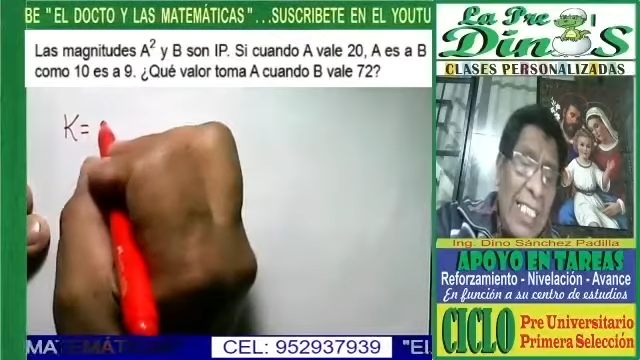 BE "EL DOCTO Y LAS MATEMÁTICAS"...SUSCRIBETE EN EL YOUTU
Las magnitudes A² y B son IP. Si cuando A vale 20, A es a B
como 10 es a 9. ¿Qué valor toma A cuando B vale 72?
K=
La Pre
DinoS
CLASES PERSONALIZADAS
Ing. Dino Sánchez Padilla
APOYO EN TAREAS
Reforzamiento - Nivelación - Avance
En función a su centro de estudios
CICLO Pre Universitario
Primera Selección
MATEMÁTICAS" CEL: 952937939 "EL